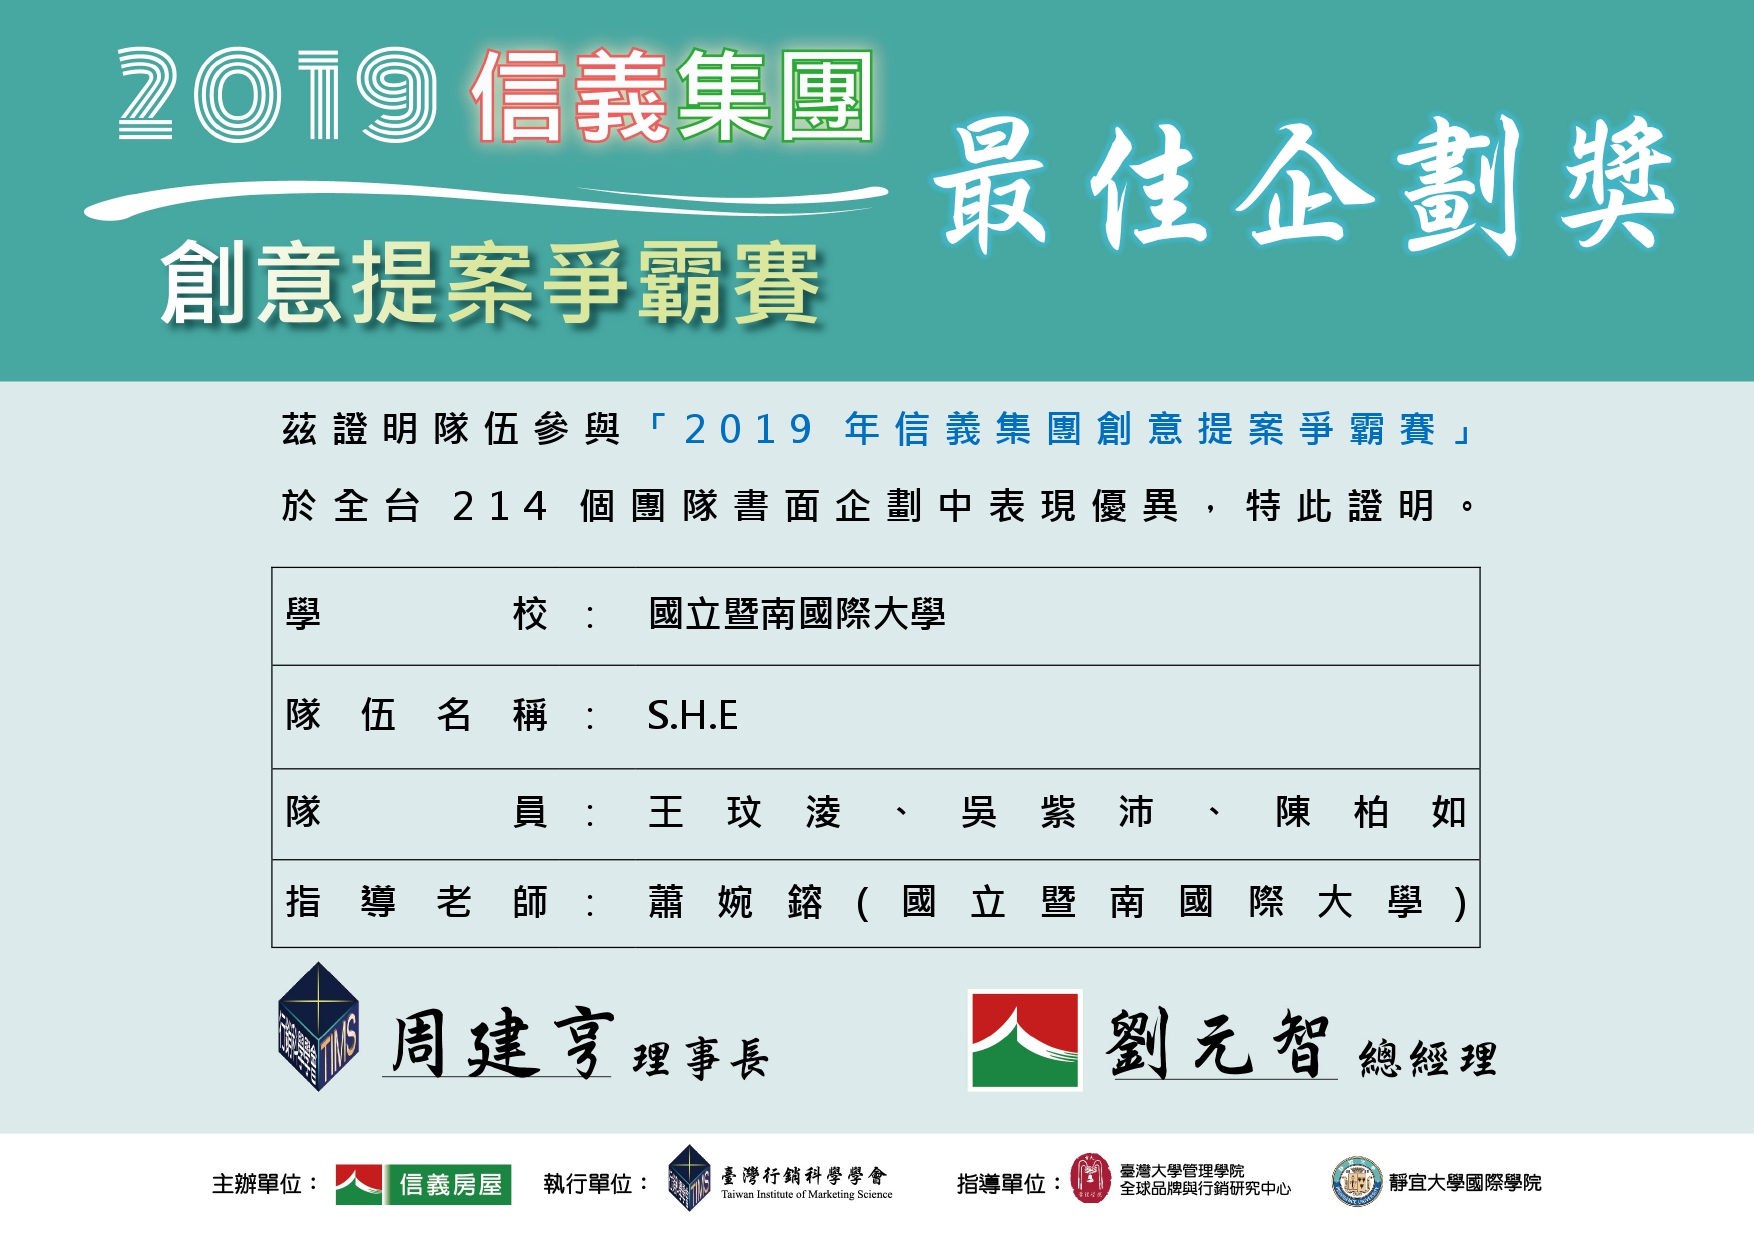 2019 信義集團
創意提案爭霸賽
最佳企劃獎
茲證明隊伍參與「2019 年信義集團創意提案爭霸賽」
於全台 214 個團隊書面企劃中表現優異，特此證明。
學校： 國立暨南國際大學
隊伍名稱： S.H.E
隊員： 王玟淩、吳紫沛、陳柏如
指導老師： 蕭婉鎔(國立暨南國際大學)
TIMS
周建亨 理事長
劉元智 總經理
主辦單位： 信義房屋 執行單位： 臺灣行銷科學學會
Taiwan Institute of Marketing Science
指導單位： 臺灣大學管理學院
全球品牌與行銷研究中心
靜宜大學國際學院